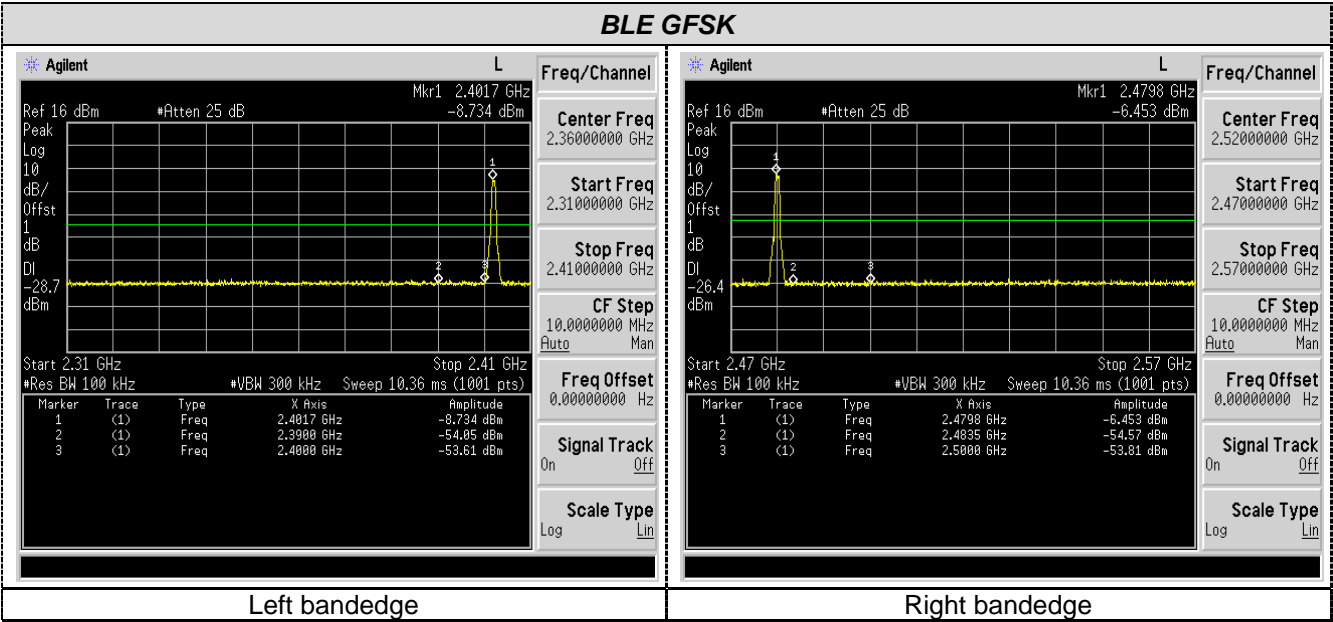 BLE GFSK
Agilent L
Mkr1 2.4017 GHz
Ref 16 dBm #Atten 25 dB -8.734 dBm
Peak
Log
10
dB/
Offst
1
dB
DI
-28.7
dBm
1
2
3
Start 2.31 GHz Stop 2.41 GHz
#Res BW 100 kHz #VBW 300 kHz Sweep 10.36 ms (1001 pts)
Marker Trace Type X Axis Amplitude
1 (1) Freq 2.4017 GHz -8.734 dBm
2 (1) Freq 2.3900 GHz -54.05 dBm
3 (1) Freq 2.4000 GHz -53.61 dBm
Freq/Channel
Center Freq
2.36000000 GHz
Start Freq
2.31000000 GHz
Stop Freq
2.41000000 GHz
CF Step
10.0000000 MHz
Auto Man
Freq Offset
0.00000000 Hz
Signal Track
On Off
Scale Type
Log Lin
Agilent L
Mkr1 2.4798 GHz
Ref 16 dBm #Atten 25 dB -6.453 dBm
Peak
Log
10
dB/
Offst
1
dB
DI
-26.4
dBm
1
2
3
Start 2.47 GHz Stop 2.57 GHz
#Res BW 100 kHz #VBW 300 kHz Sweep 10.36 ms (1001 pts)
Marker Trace Type X Axis Amplitude
1 (1) Freq 2.4798 GHz -6.453 dBm
2 (1) Freq 2.4835 GHz -54.57 dBm
3 (1) Freq 2.5000 GHz -53.81 dBm
Freq/Channel
Center Freq
2.52000000 GHz
Start Freq
2.47000000 GHz
Stop Freq
2.57000000 GHz
CF Step
10.0000000 MHz
Auto Man
Freq Offset
0.00000000 Hz
Signal Track
On Off
Scale Type
Log Lin
Left bandedge Right bandedge